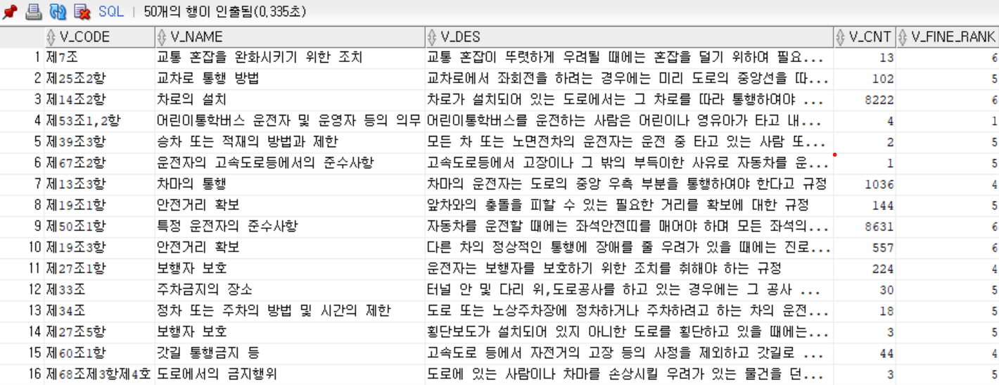 SQL | 50개의 행이 인출됨(0,335초)
V_CODE V_NAME V_DES V_CNT V_FINE_RANK
1 제7조 교통 혼잡을 완화시키기 위한 조치 교통 혼잡이 뚜렷하게 우려될 때에는 혼잡을 덜기 위하여 필요... 13 6
2 제25조2항 교차로 통행 방법 교차로에서 좌회전을 하려는 경우에는 미리 도로의 중앙선을 따... 102 5
3 제14조2항 차로의 설치 차로가 설치되어 있는 도로에서는 그 차로를 따라 통행하여야 ... 8222 6
4 제53조1,2항 어린이통학버스 운전자 및 운영자 등의 의무 어린이통학버스를 운전하는 사람은 어린이나 영유아가 타고 내... 4 1
5 제39조3항 승차 또는 적재의 방법과 제한 모든 차 또는 노면전차의 운전자는 운전 중 타고 있는 사람 또... 2 5
6 제67조2항 운전자의 고속도로등에서의 준수사항 고속도로등에서 고장이나 그 밖의 부득이한 사유로 자동차를 운... 1 5
7 제13조3항 차마의 통행 차마의 운전자는 도로의 중앙 우측 부분을 통행하여야 한다고 규정 1036 4
8 제19조1항 안전거리 확보 앞차와의 충돌을 피할 수 있는 필요한 거리를 확보에 대한 규정 144 5
9 제50조1항 특정 운전자의 준수사항 자동차를 운전할 때에는 좌석안전띠를 매어야 하며 모든 좌석의... 8631 6
10 제19조3항 안전거리 확보 다른 차의 정상적인 통행에 장애를 줄 우려가 있을 때에는 진로... 557 6
11 제27조1항 보행자 보호 운전자는 보행자를 보호하기 위한 조치를 취해야 하는 규정 224 4
12 제33조 주차금지의 장소 터널 안 및 다리 위,도로공사를 하고 있는 경우에는 그 공사 ... 30 5
13 제34조 정차 또는 주차의 방법 및 시간의 제한 도로 또는 노상주차장에 정차하거나 주차하려고 하는 차의 운전... 18 5
14 제27조5항 보행자 보호 횡단보도가 설치되어 있지 아니한 도로를 횡단하고 있을 때에는... 3 5
15 제60조1항 갓길 통행금지 등 고속도로 등에서 자전거의 고장 등의 사정을 제외하고 갓길로 ... 44 4
16 제68조제3항제4호 도로에서의 금지행위 도로에 있는 사람이나 차마를 손상시킬 우려가 있는 물건을 던... 3 5